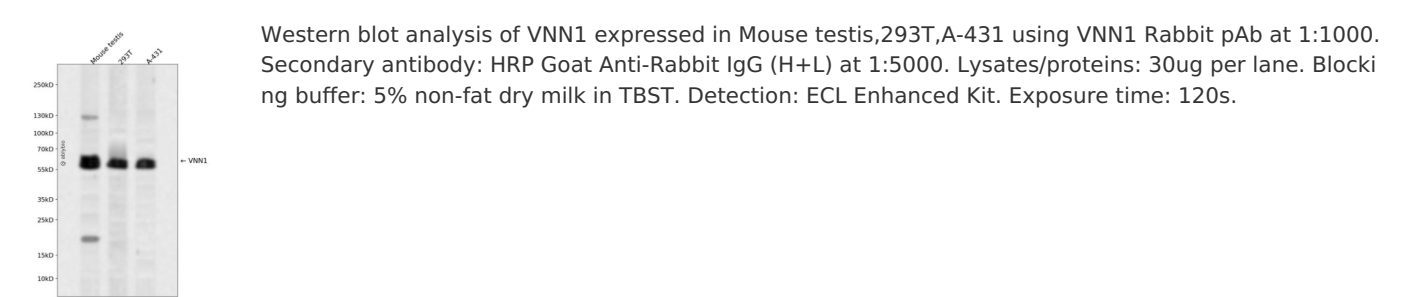 Western blot analysis of VNN1 expressed in Mouse testis,293T,A-431 using VNN1 Rabbit pAb at 1:1000.
Secondary antibody: HRP Goat Anti-Rabbit IgG (H+L) at 1:5000. Lysates/proteins: 30ug per lane. Blocki
ng buffer: 5% non-fat dry milk in TBST. Detection: ECL Enhanced Kit. Exposure time: 120s.
Mouse testis
293T
A-431
250kD
130kD
100kD
70kD
55kD
35kD
25kD
15kD
10kD
← VNN1